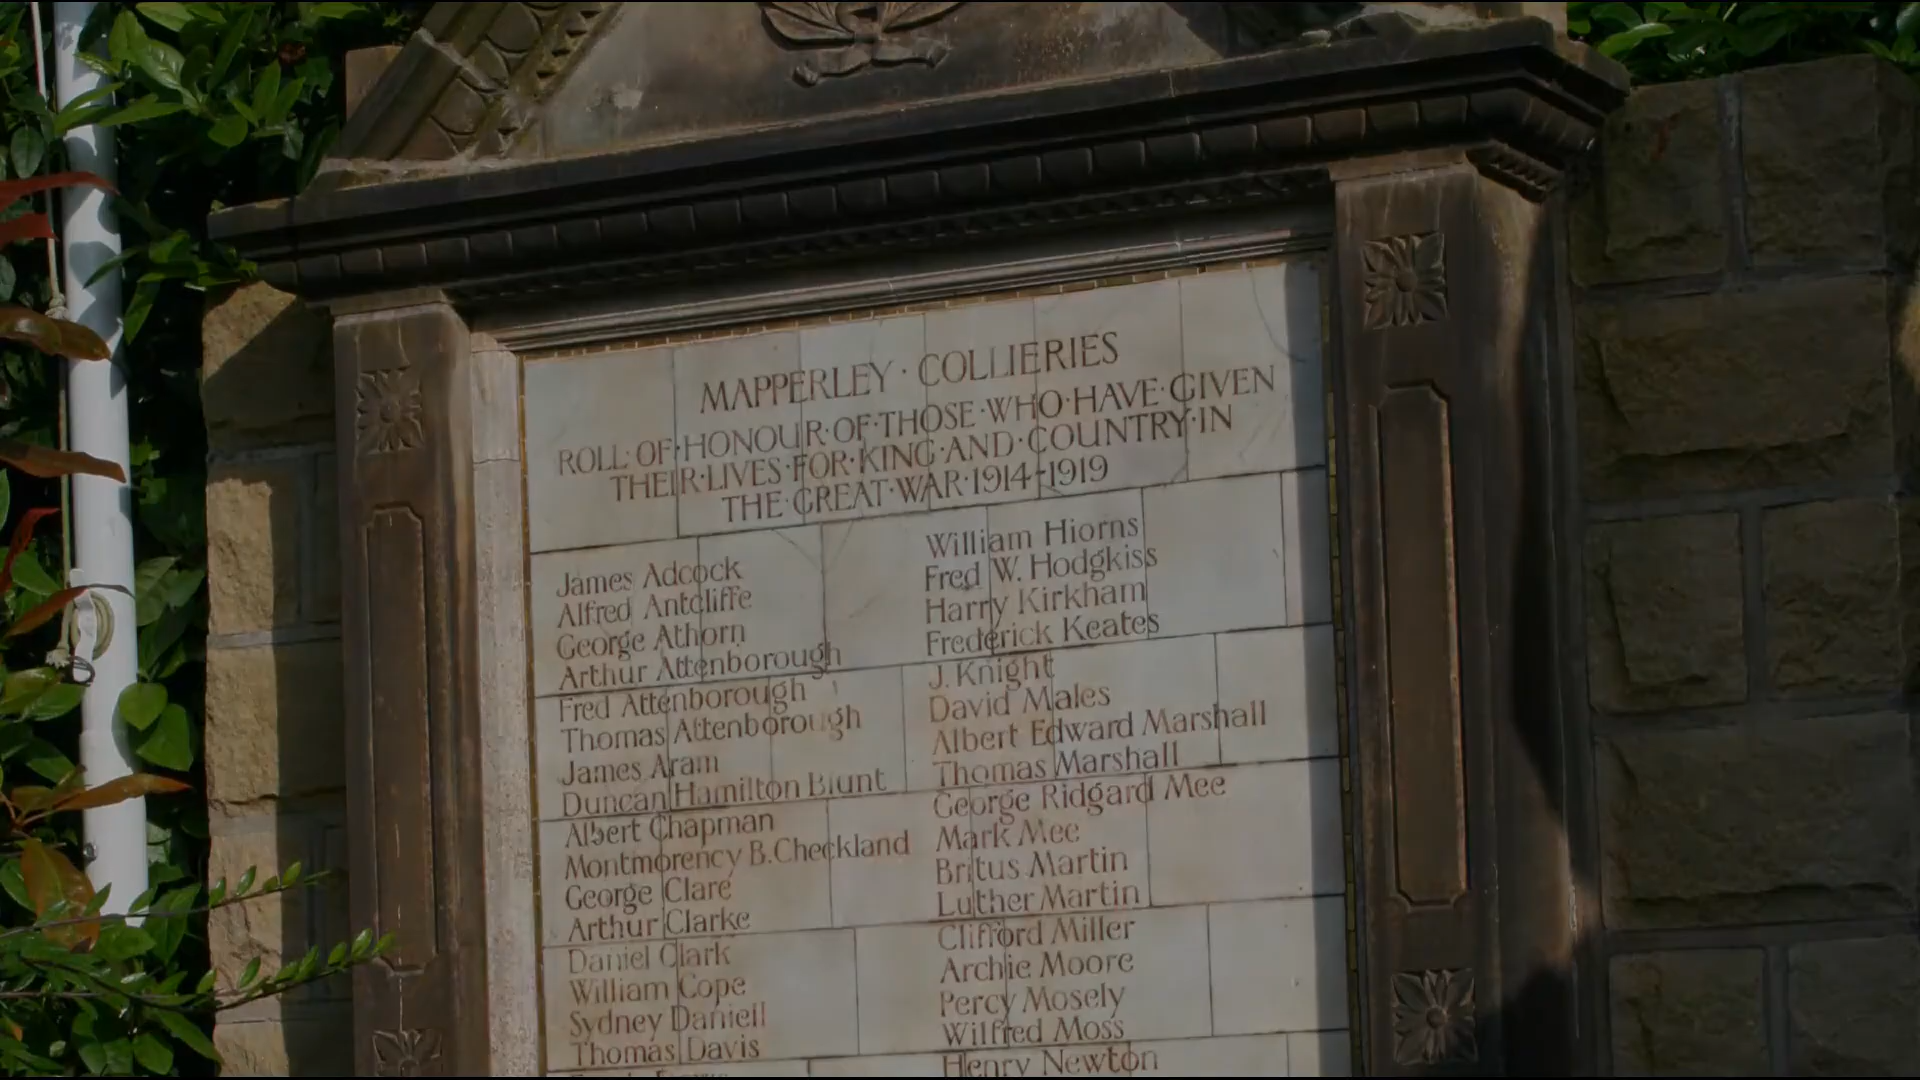 MAPPERLEY · COLLIERIES
ROLL · OF · HONOUR · OF · THOSE · WHO · HAVE · GIVEN
THEIR · LIVES · FOR · KING · AND · COUNTRY · IN
THE · GREAT · WAR · 1914-1919
James Adcock
Alfred Antcliffe
George Athorn
Arthur Attenborough
Fred Attenborough
Thomas Attenborough
James Aram
Duncan Hamilton Blunt
Albert Chapman
Montmorency B. Checkland
George Clare
Arthur Clarke
Daniel Clark
William Cope
Sydney Daniell
Thomas Davis
William Hiorns
Fred W. Hodgkiss
Harry Kirkham
Frederick Keates
J. Knight
David Males
Albert Edward Marshall
Thomas Marshall
George Ridgard Mee
Mark Mee
Britus Martin
Luther Martin
Clifford Miller
Archie Moore
Percy Mosely
Wilfred Moss
Henry Newton